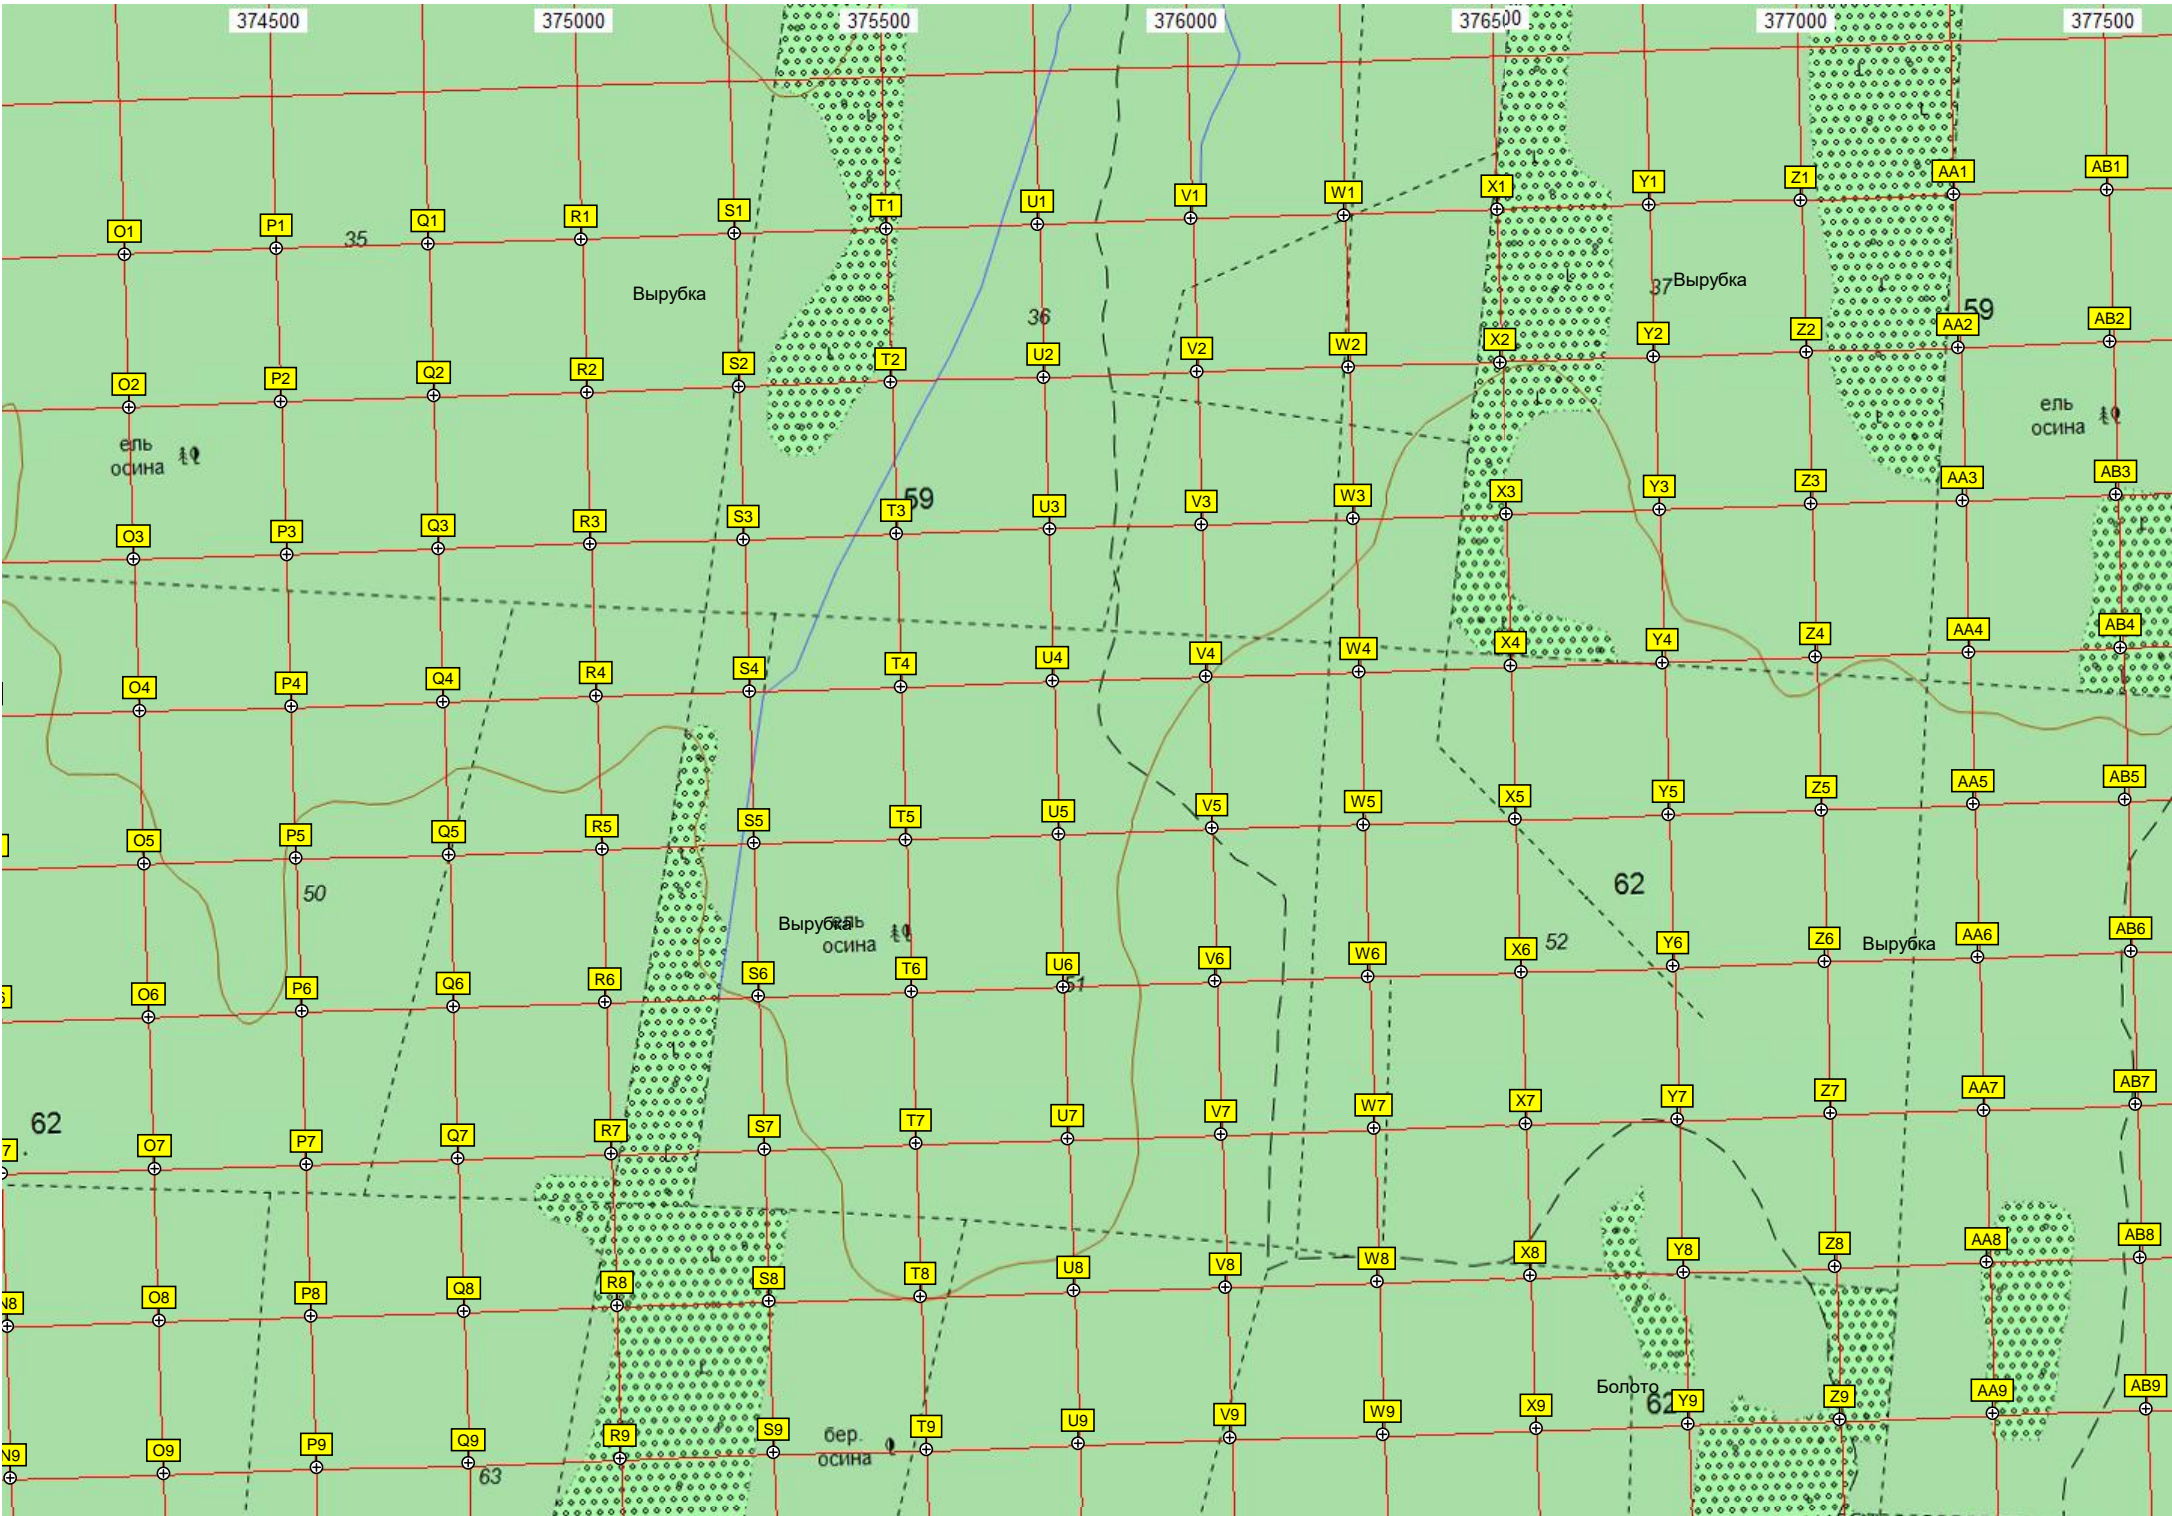 374500 375000 375500 376000 376500 377000 377500
O1 P1 Q1 R1 S1 T1 U1 V1 W1 X1 Y1 Z1 AA1 AB1
35
Вырубка
36
37 Вырубка
59
O2 P2 Q2 R2 S2 T2 U2 V2 W2 X2 Y2 Z2 AA2 AB2
ель
осина
ель
осина
59
O3 P3 Q3 R3 S3 T3 U3 V3 W3 X3 Y3 Z3 AA3 AB3
O4 P4 Q4 R4 S4 T4 U4 V4 W4 X4 Y4 Z4 AA4 AB4
O5 P5 Q5 R5 S5 T5 U5 V5 W5 X5 Y5 Z5 AA5 AB5
50
62
Вырубка
ель
осина
52
Вырубка
O6 P6 Q6 R6 S6 T6 U6 V6 W6 X6 Y6 Z6 AA6 AB6
51
62
7 O7 P7 Q7 R7 S7 T7 U7 V7 W7 X7 Y7 Z7 AA7 AB7
N8 O8 P8 Q8 R8 S8 T8 U8 V8 W8 X8 Y8 Z8 AA8 AB8
Болото
62
N9 O9 P9 Q9 R9 S9 T9 U9 V9 W9 X9 Y9 Z9 AA9 AB9
бер.
осина
63